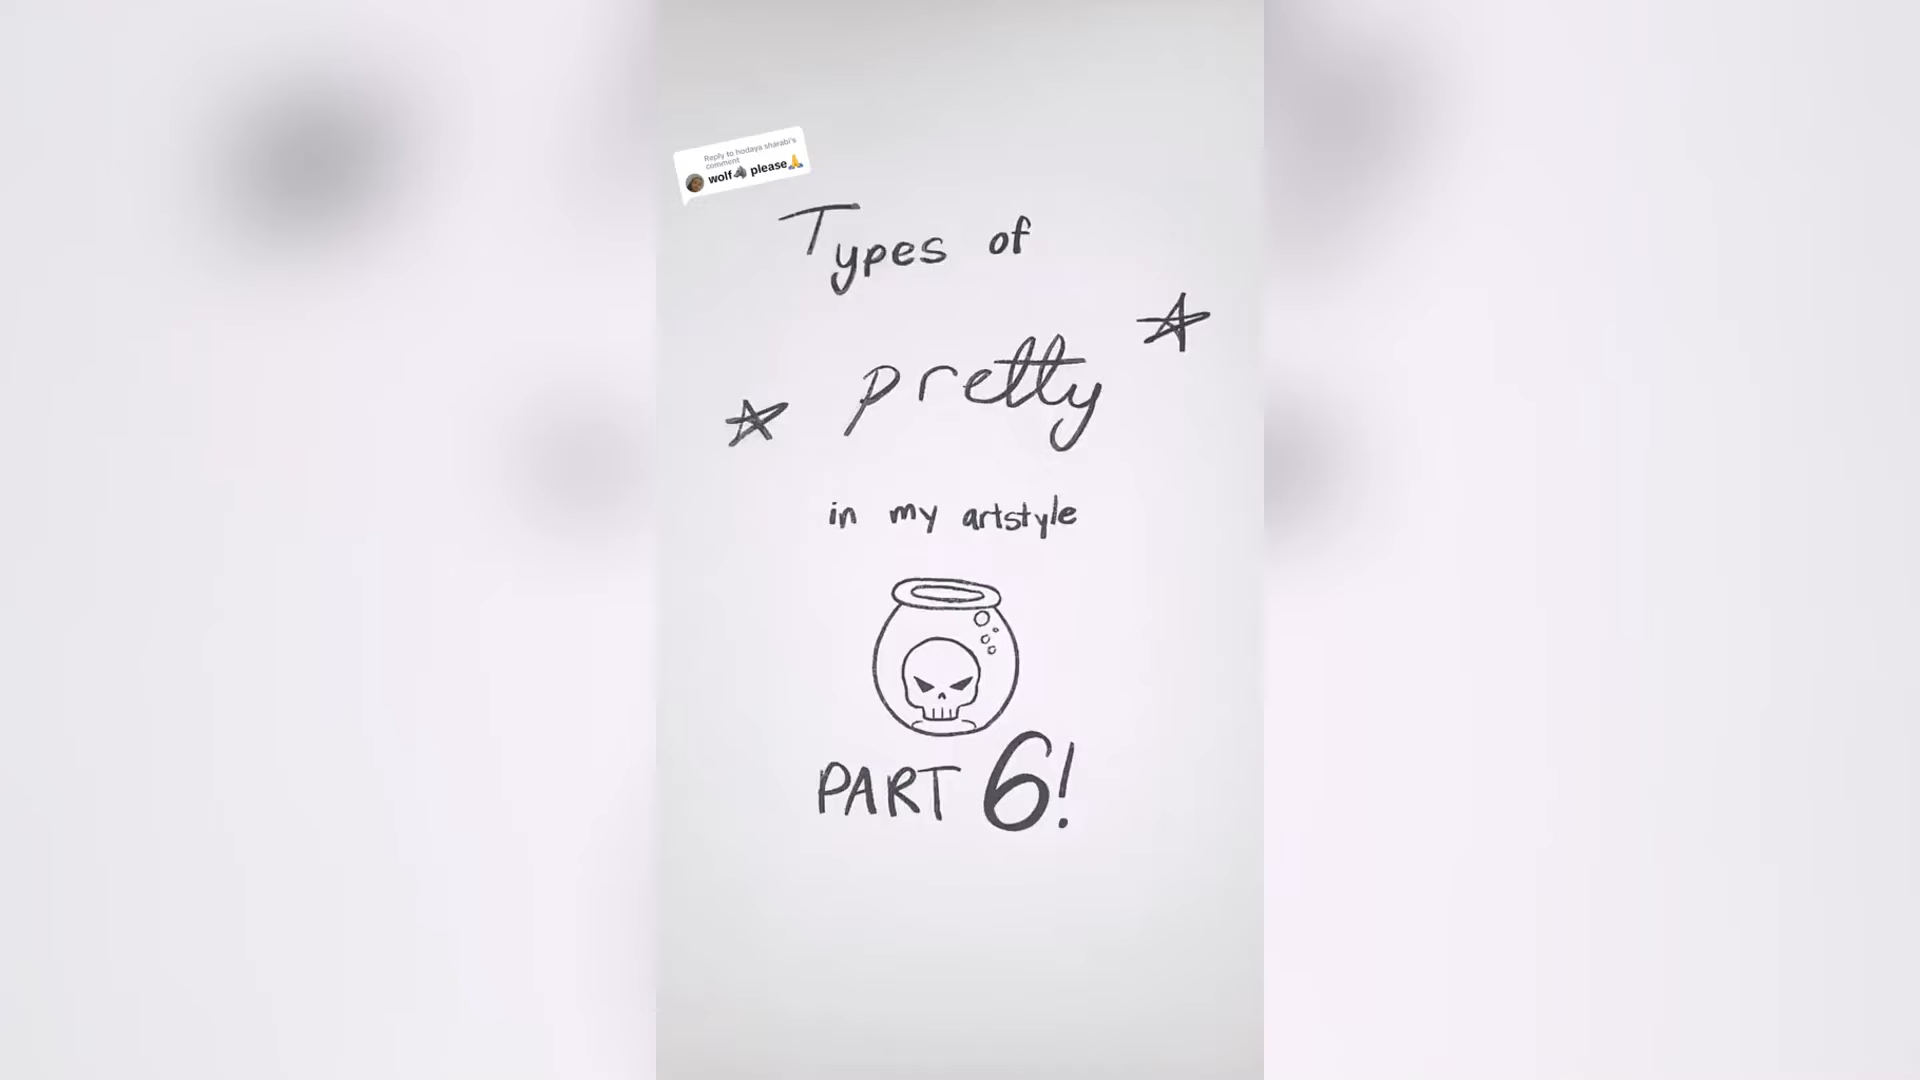 Reply to hodaya sharabi's
comment
wolf🐺 please🙏
Types of
pretty
in my artstyle
PART 6!